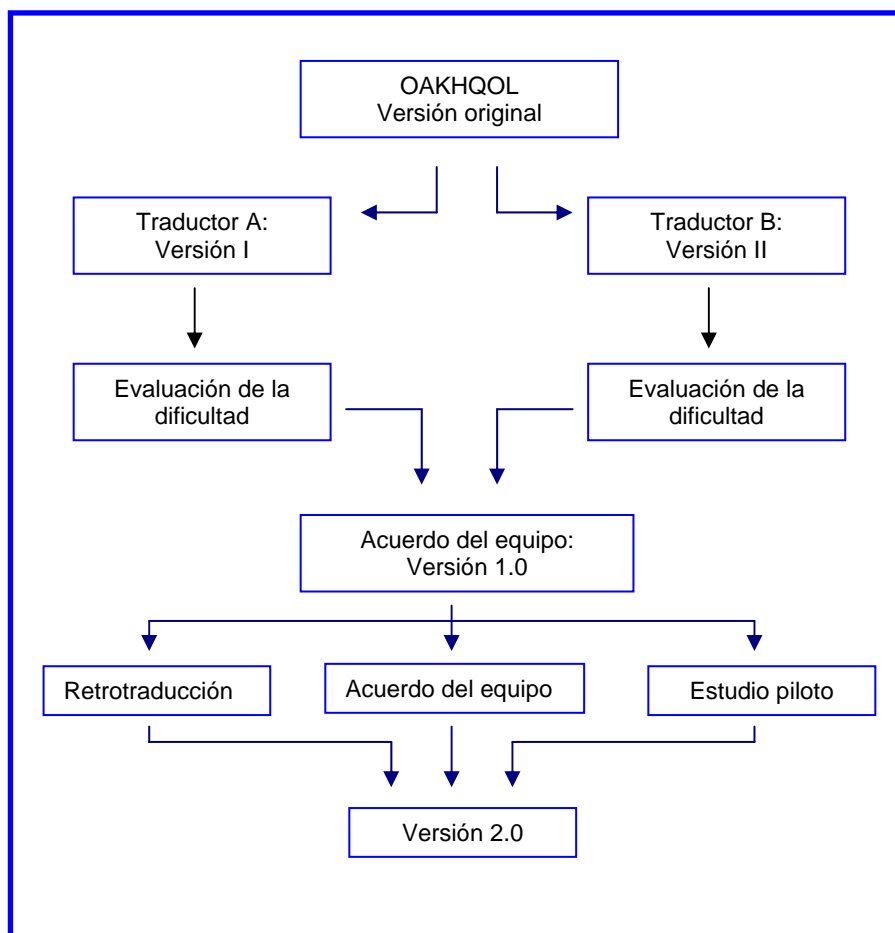 OAKHQOL
Versión original
Traductor A:
Versión I
Traductor B:
Versión II
Evaluación de la
dificultad
Evaluación de la
dificultad
Acuerdo del equipo:
Versión 1.0
Retrotraducción
Acuerdo del equipo
Estudio piloto
Versión 2.0